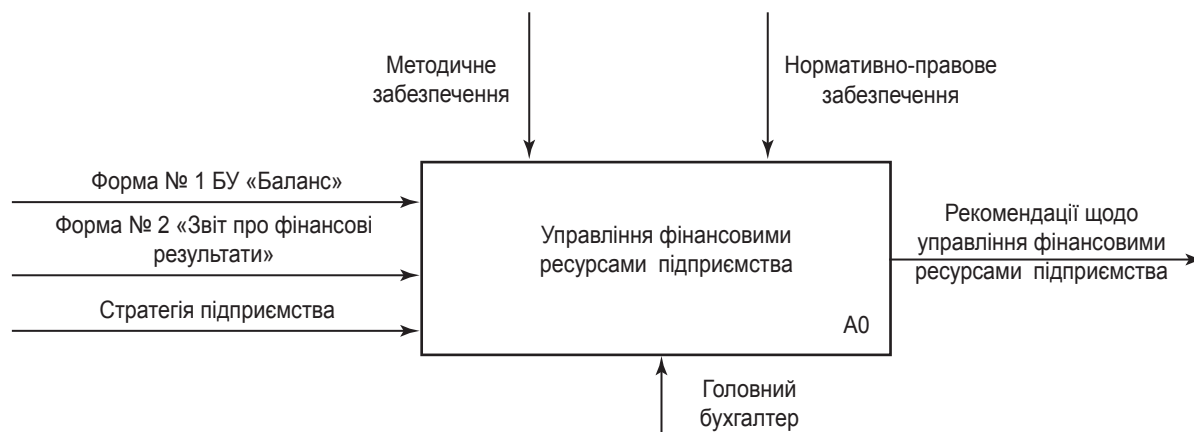 Методичне
забезпечення
Нормативно-правове
забезпечення
Форма № 1 БУ «Баланс»
Форма № 2 «Звіт про фінансові
результати»
Стратегія підприємства
Управління фінансовими
ресурсами підприємства
А0
Рекомендації щодо
управління фінансовими
ресурсами підприємства
Головний
бухгалтер